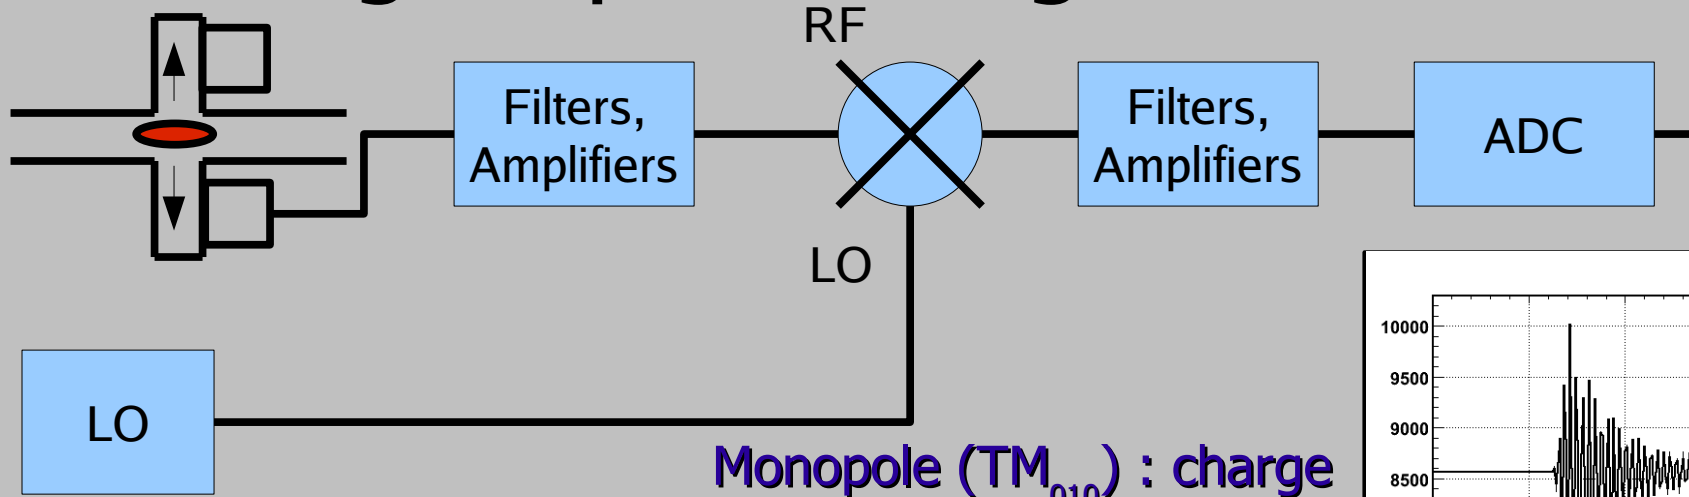 RF
Filters,
Amplifiers
Filters,
Amplifiers
ADC
LO
LO
Monopole (TM010) : charge
10000
9500
9000
8500